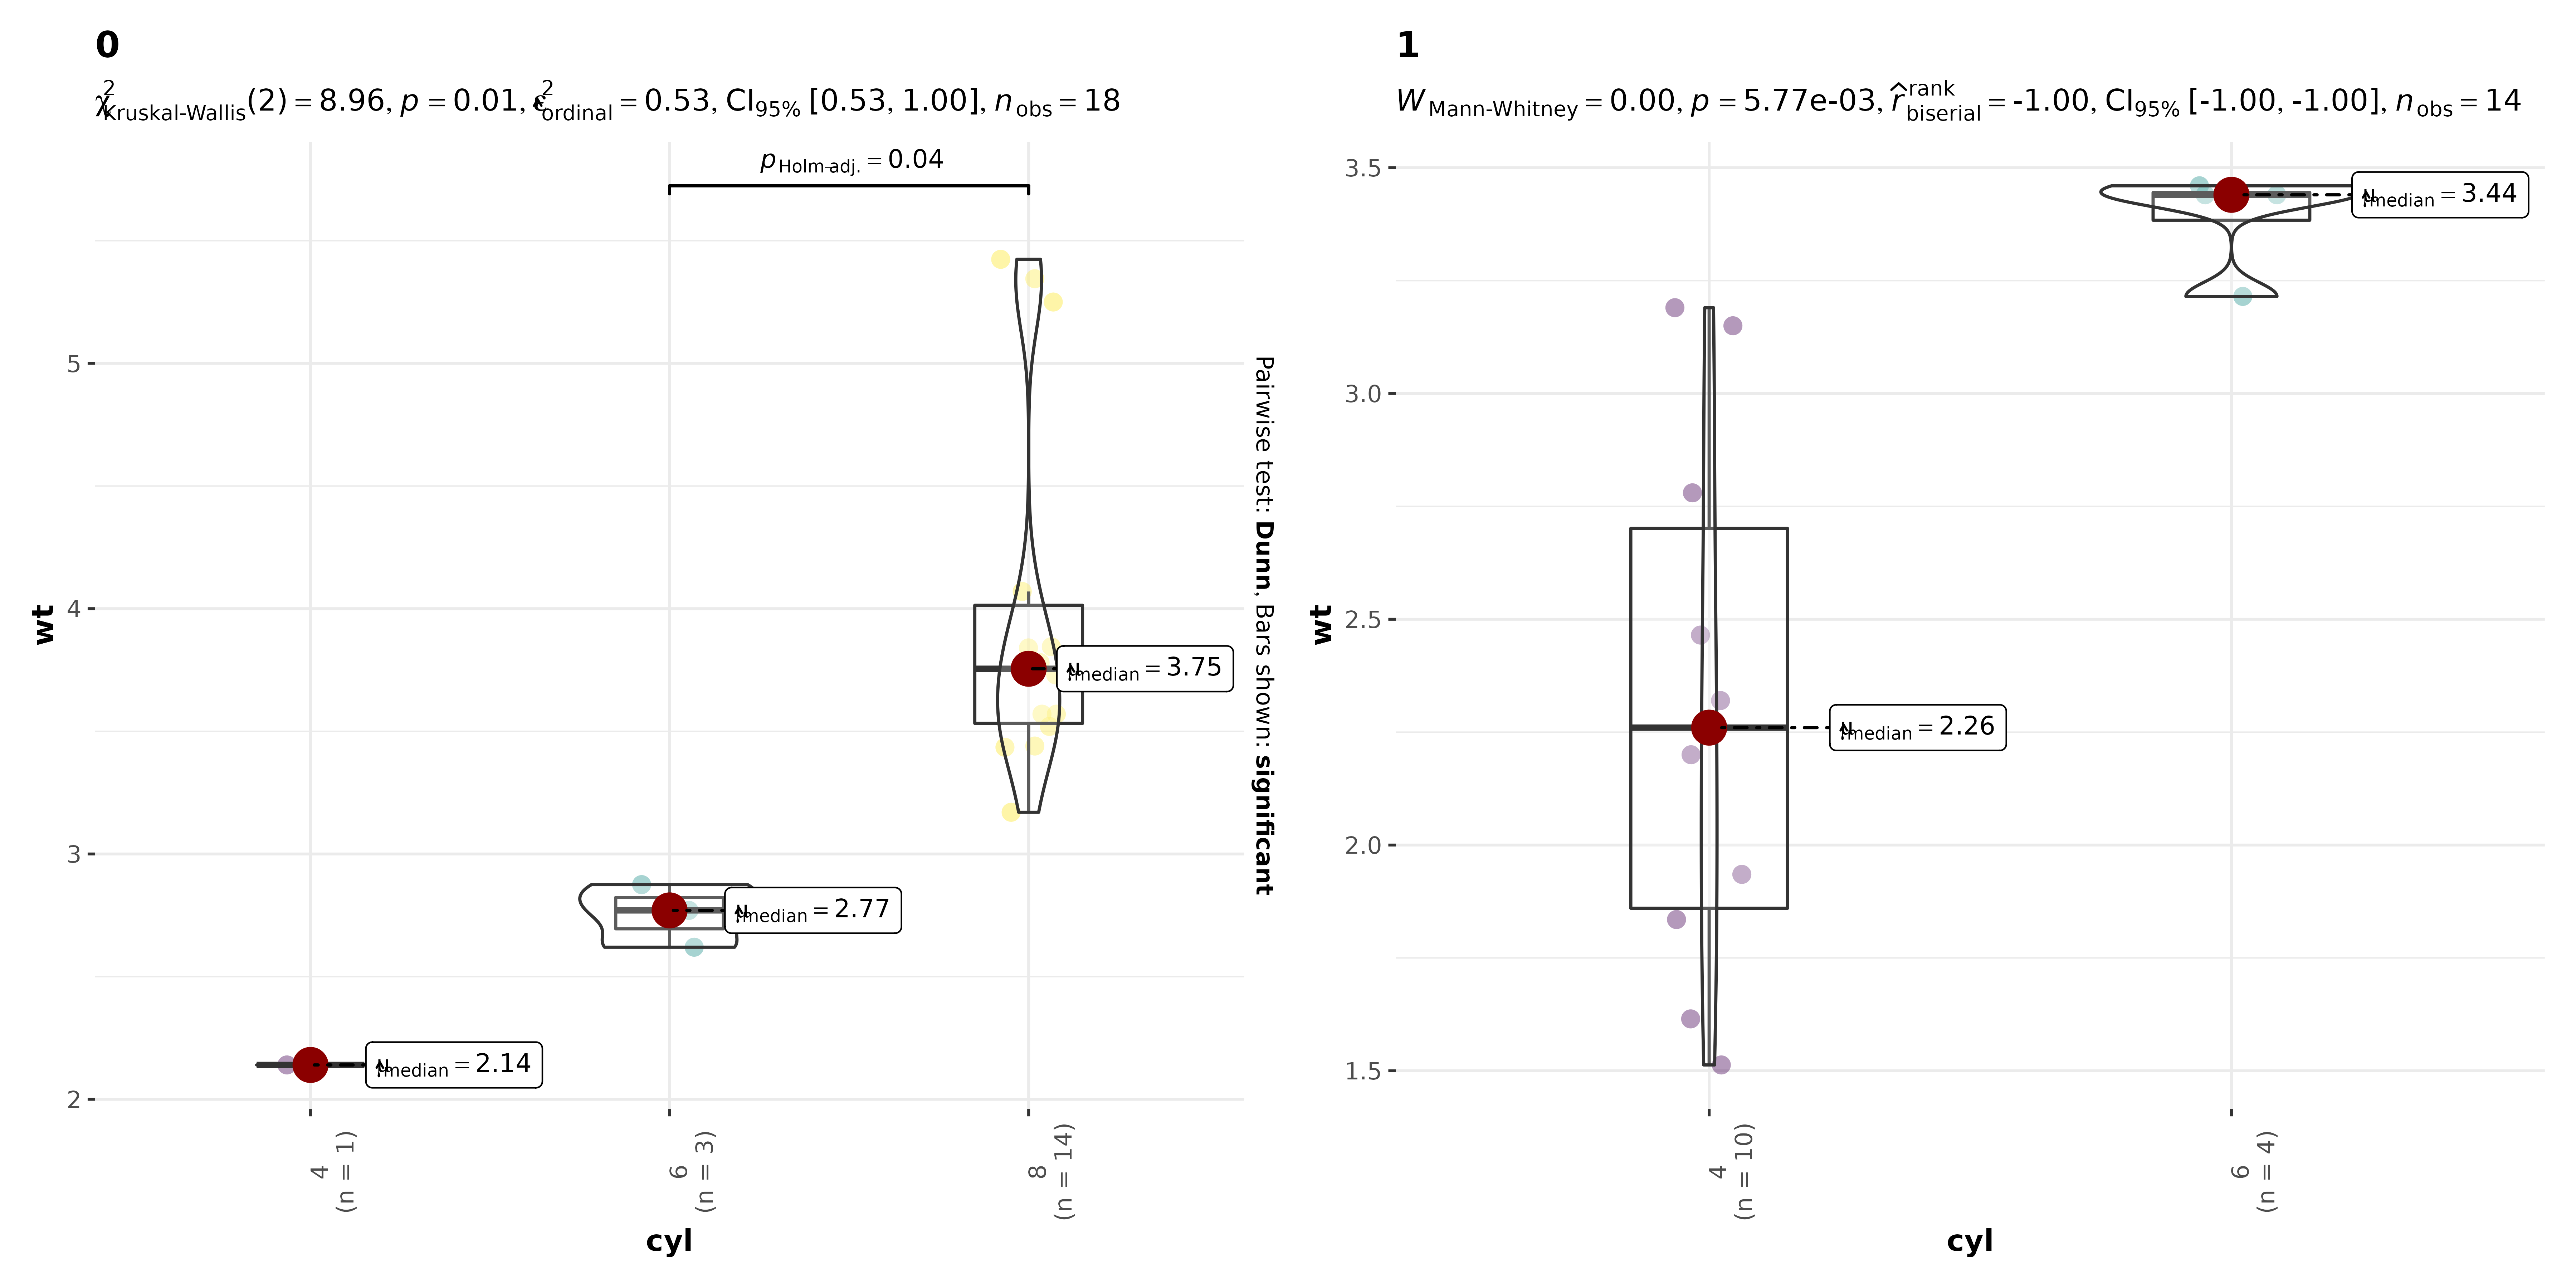 0
χ²Kruskal-Wallis(2) = 8.96, p = 0.01, ε̂²ordinal = 0.53, CI95% [0.53, 1.00], nobs = 18
pHolm-adj. = 0.04
wt
5
4
3
2
μ̂median = 2.14
μ̂median = 2.77
μ̂median = 3.75
4
(n = 1)
6
(n = 3)
8
(n = 14)
cyl
Pairwise test: Dunn, Bars shown: significant
1
WMann-Whitney = 0.00, p = 5.77e-03, r̂rankbiserial = -1.00, CI95% [-1.00, -1.00], nobs = 14
wt
3.5
3.0
2.5
2.0
1.5
μ̂median = 2.26
μ̂median = 3.44
4
(n = 10)
6
(n = 4)
cyl